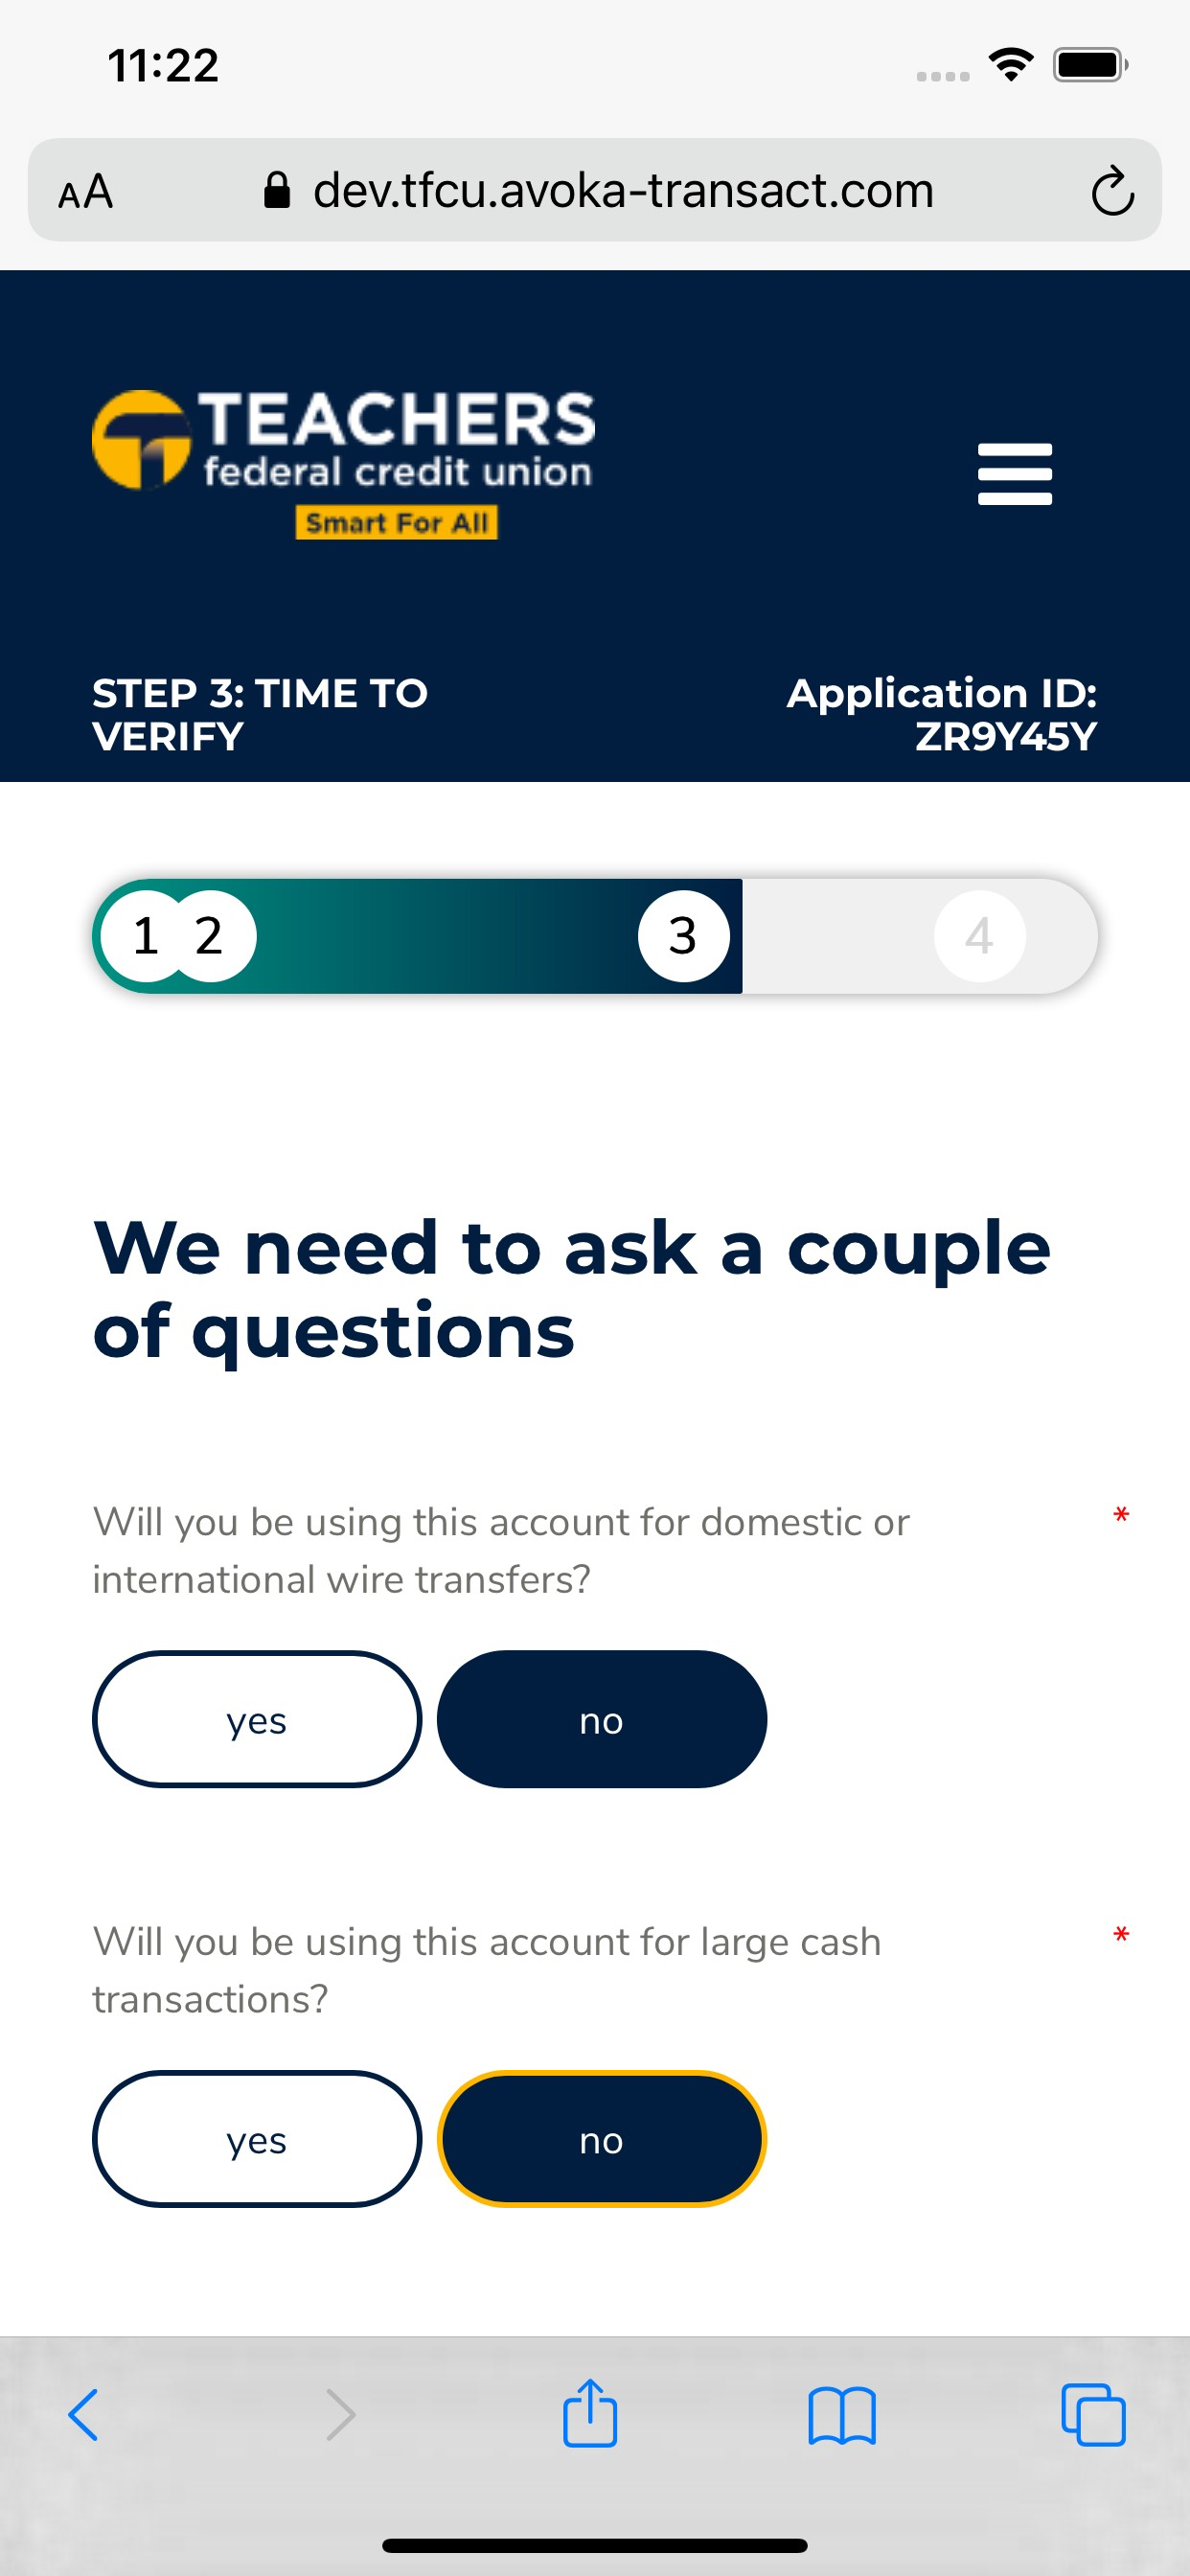 11:22
AA dev.tfcu.avoka-transact.com
TEACHERS
federal credit union
Smart For All
STEP 3: TIME TO
VERIFY
Application ID:
ZR9Y45Y
1 2 3 4
We need to ask a couple
of questions
Will you be using this account for domestic or *
international wire transfers?
yes no
Will you be using this account for large cash *
transactions?
yes no